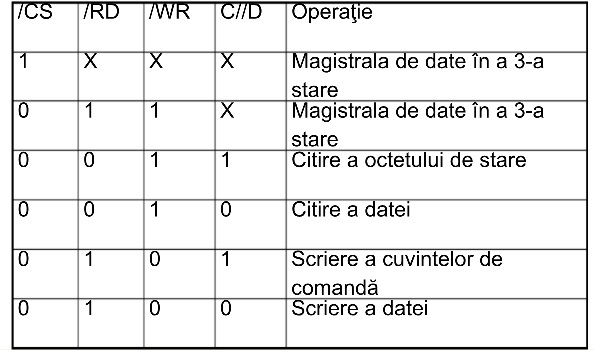 /CS /RD /WR C//D Operaţie
1 X X X Magistrala de date în a 3-a
stare
0 1 1 X Magistrala de date în a 3-a
stare
0 0 1 1 Citire a octetului de stare
0 0 1 0 Citire a datei
0 1 0 1 Scriere a cuvintelor de
comandă
0 1 0 0 Scriere a datei